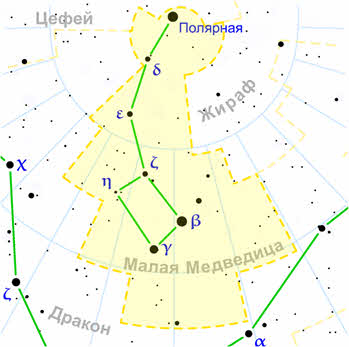 Цефей
Полярная
δ
Жираф
ε
χ
ζ
η
β
γ
Малая Медведица
ζ
Дракон
α